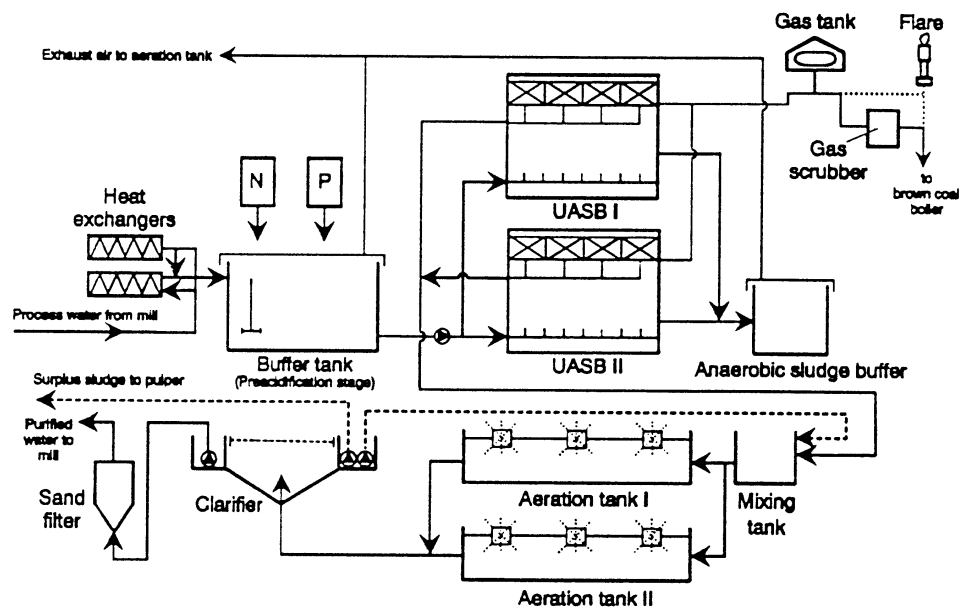 Gas tank
Flare
Exhaust air to aeration tank
Gas
scrubber
to
brown coal
boiler
N
P
UASB I
Heat
exchangers
Process water from mill
Buffer tank
(Preacidification stage)
UASB II
Anaerobic sludge buffer
Surplus sludge to pulper
Purified
water to
mill
Sand
filter
Clarifier
Aeration tank I
Mixing
tank
Aeration tank II